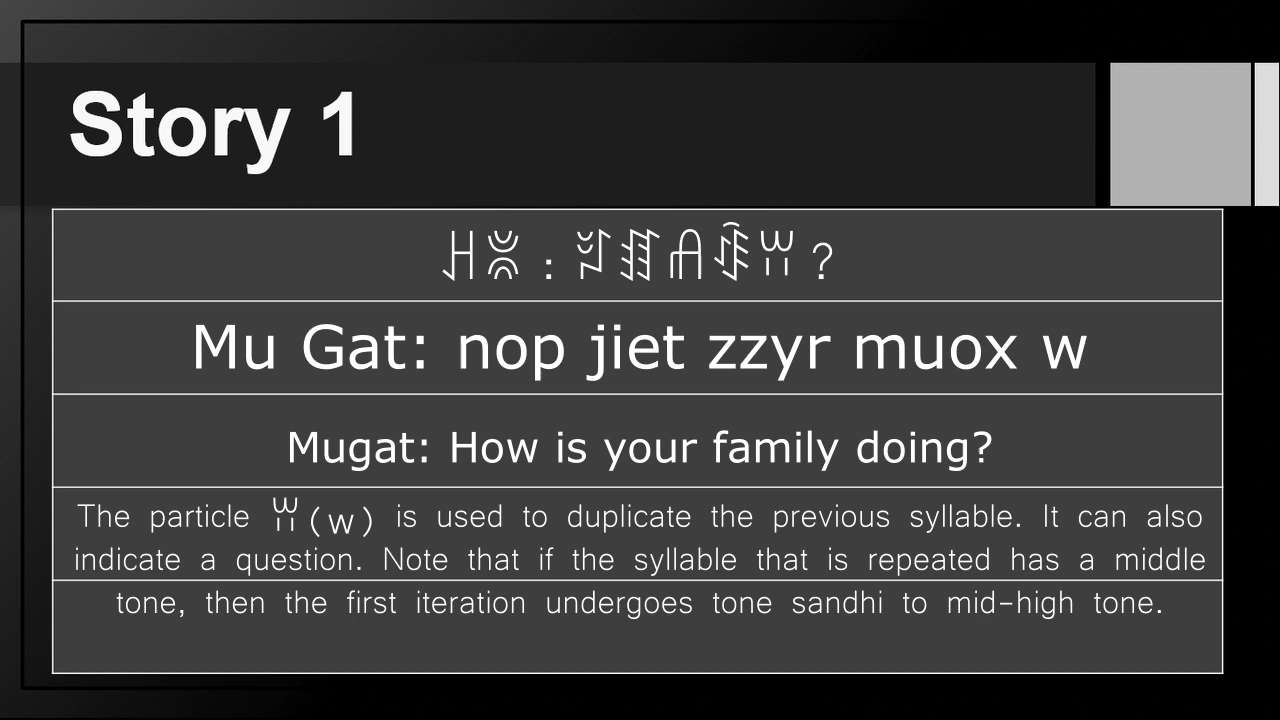 ꃅꇤ : ꀕ ?
Story 1
Mu Gat: nop jiet zzyr muox w
Mugat: How is your family doing?
The particle ꀕ(w) is used to duplicate the previous syllable. It can also
indicate a question. Note that if the syllable that is repeated has a middle
tone, then the first iteration undergoes tone sandhi to mid-high tone.